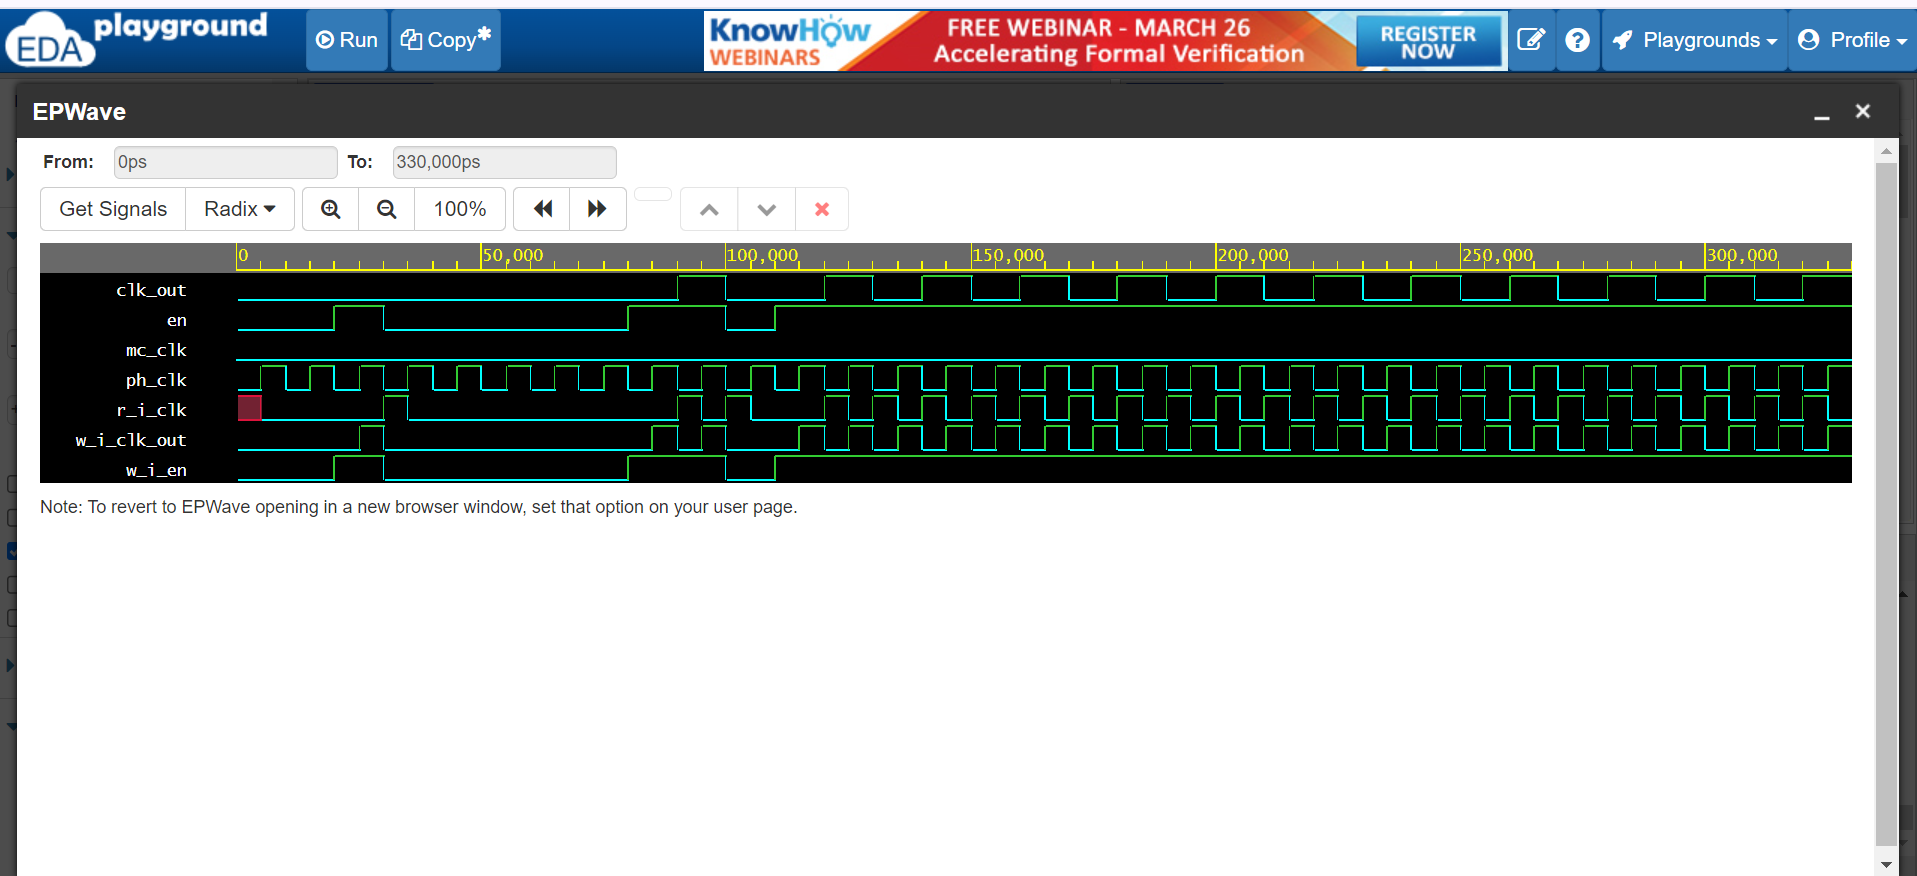 EDA playground
Run
Copy*
KnowHow WEBINARS
FREE WEBINAR - MARCH 26
Accelerating Formal Verification
REGISTER NOW
Playgrounds
Profile
EPWave
From: 0ps To: 330,000ps
Get Signals Radix 100%
0 50,000 100,000 150,000 200,000 250,000 300,000
clk_out
en
mc_clk
ph_clk
r_i_clk
w_i_clk_out
w_i_en
Note: To revert to EPWave opening in a new browser window, set that option on your user page.